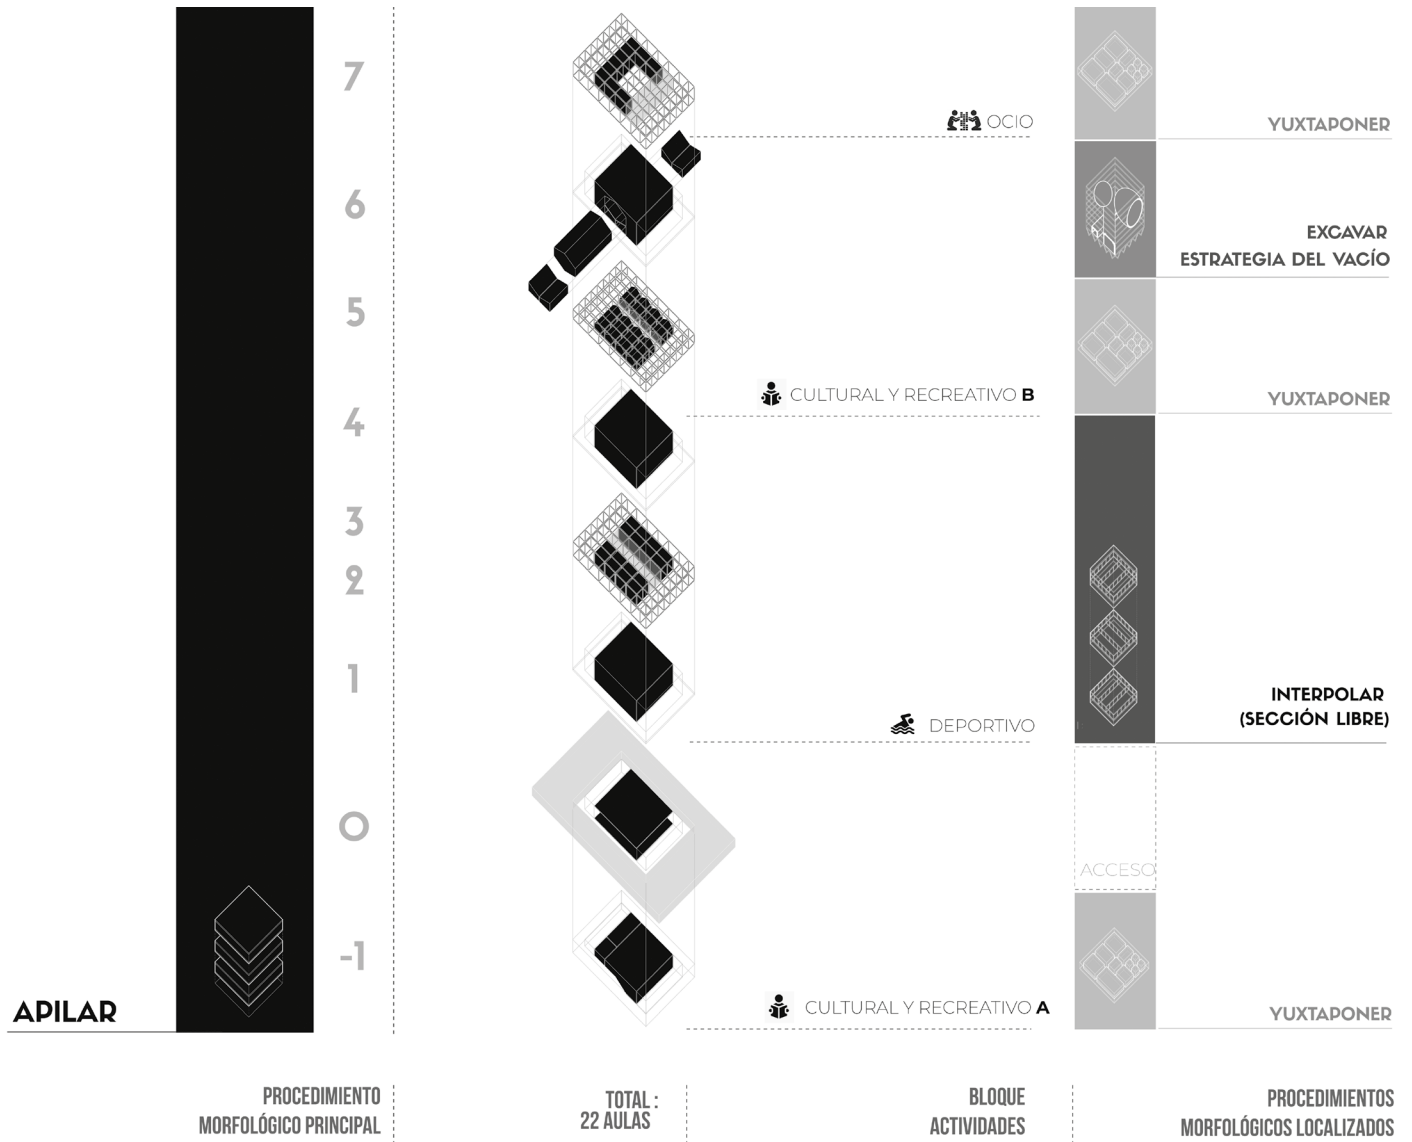 7
OCIO
YUXTAPONER
6
EXCAVAR
ESTRATEGIA DEL VACÍO
5
CULTURAL Y RECREATIVO B
YUXTAPONER
4
3
2
1
INTERPOLAR
(SECCIÓN LIBRE)
DEPORTIVO
0
ACCESO
-1
APILAR
CULTURAL Y RECREATIVO A
YUXTAPONER
PROCEDIMIENTO
MORFOLÓGICO PRINCIPAL
TOTAL :
22 AULAS
BLOQUE
ACTIVIDADES
PROCEDIMIENTOS
MORFOLÓGICOS LOCALIZADOS